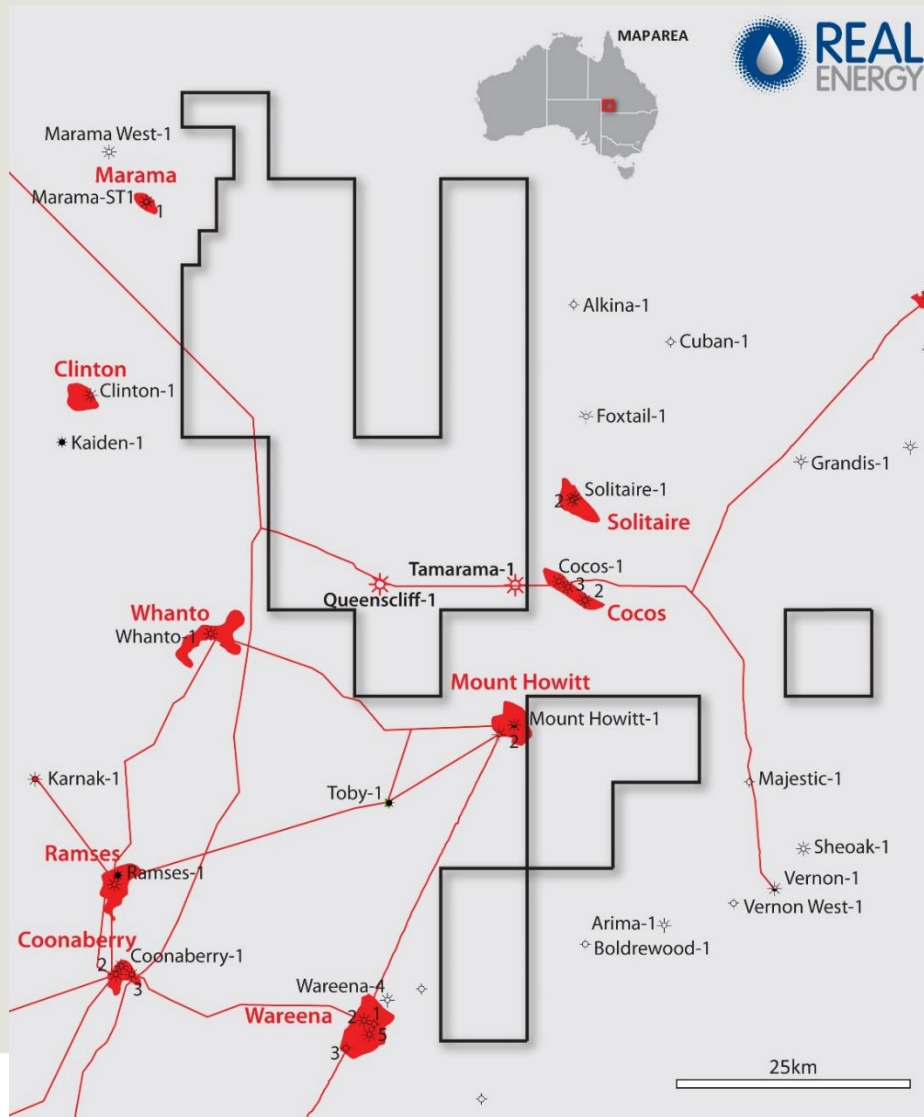 MAP AREA
REAL
ENERGY
Marama West-1
Marama
Marama-ST1
1
Alkina-1
Cuban-1
Clinton
Clinton-1
Foxtail-1
Kaiden-1
Grandis-1
Solitaire-1
2
Solitaire
Tamarama-1
Cocos-1
3
2
Queenscliff-1
Cocos
Whanto
Whanto-1
Mount Howitt
Mount Howitt-1
2
Karnak-1
Toby-1
Majestic-1
Ramses
Ramses-1
Sheoak-1
Vernon-1
Vernon West-1
Arima-1
Boldrewood-1
Coonaberry
Coonaberry-1
2
3
Wareena-4
Wareena
2
1
5
3
25km